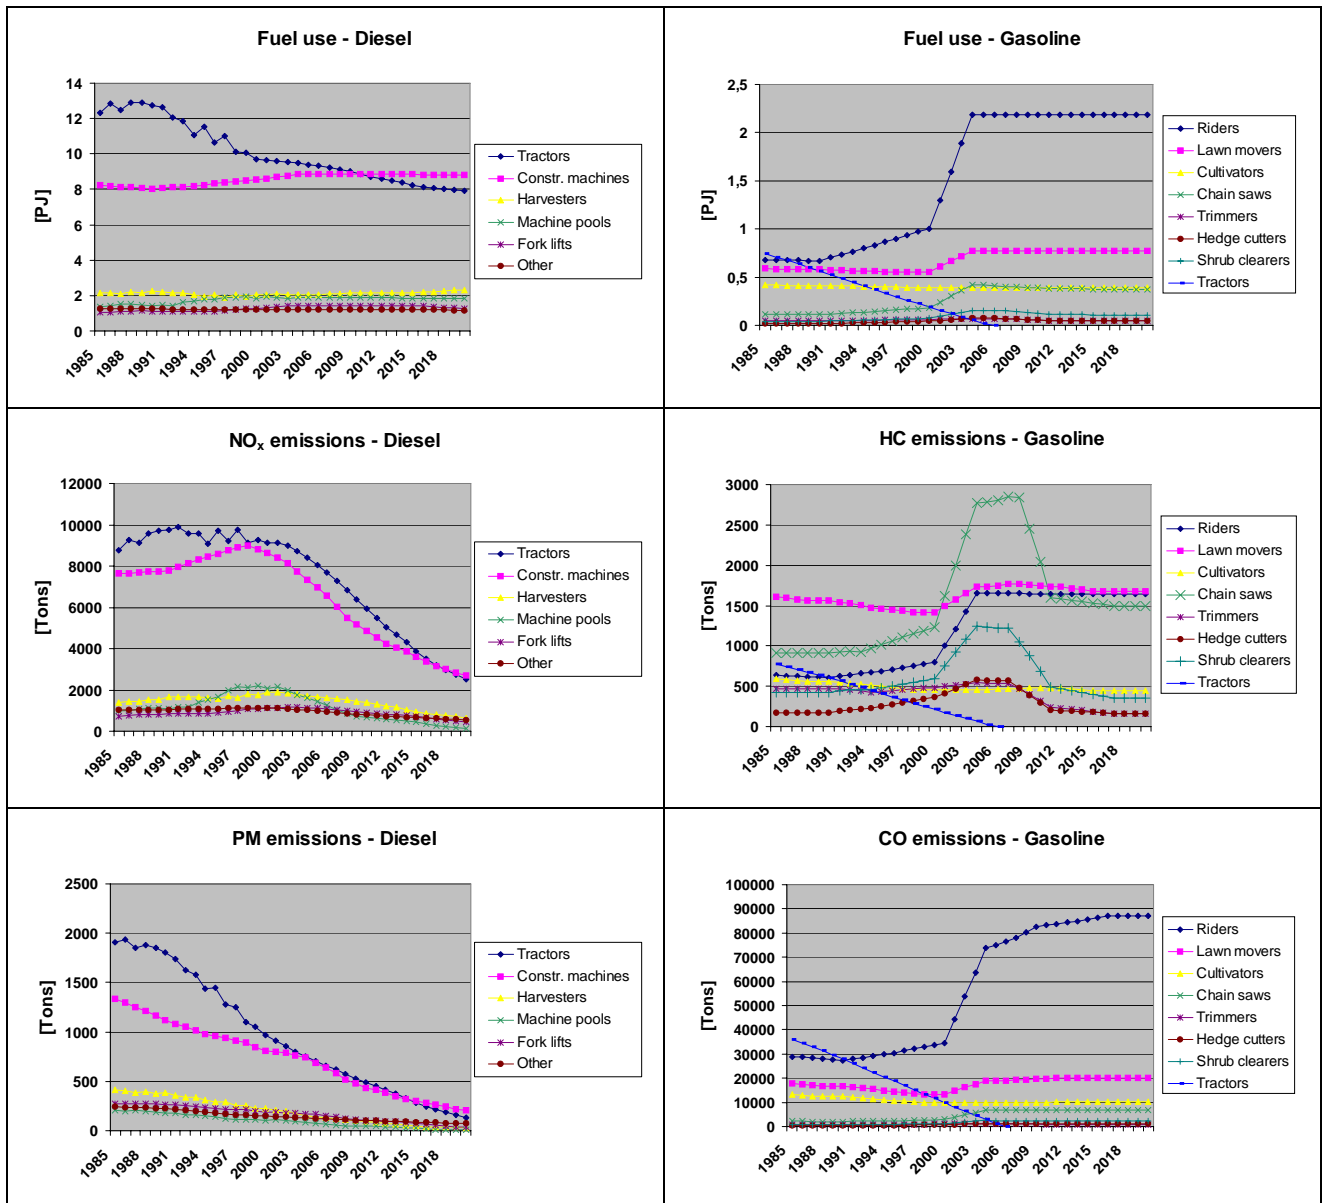 Fuel use - Diesel
14
12
10
8
6
4
2
0
[PJ]
1985
1988
1991
1994
1997
2000
2003
2006
2009
2012
2015
2018
Tractors
Constr. machines
Harvesters
Machine pools
Fork lifts
Other
Fuel use - Gasoline
2,5
2
1,5
1
0,5
0
[PJ]
1985
1988
1991
1994
1997
2000
2003
2006
2009
2012
2015
2018
Riders
Lawn movers
Cultivators
Chain saws
Trimmers
Hedge cutters
Shrub clearers
Tractors
NOx emissions - Diesel
12000
10000
8000
6000
4000
2000
0
[Tons]
1985
1988
1991
1994
1997
2000
2003
2006
2009
2012
2015
2018
Tractors
Constr. machines
Harvesters
Machine pools
Fork lifts
Other
HC emissions - Gasoline
3000
2500
2000
1500
1000
500
0
[Tons]
1985
1988
1991
1994
1997
2000
2003
2006
2009
2012
2015
2018
Riders
Lawn movers
Cultivators
Chain saws
Trimmers
Hedge cutters
Shrub clearers
Tractors
PM emissions - Diesel
2500
2000
1500
1000
500
0
[Tons]
1985
1988
1991
1994
1997
2000
2003
2006
2009
2012
2015
2018
Tractors
Constr. machines
Harvesters
Machine pools
Fork lifts
Other
CO emissions - Gasoline
100000
90000
80000
70000
60000
50000
40000
30000
20000
10000
0
[Tons]
1985
1988
1991
1994
1997
2000
2003
2006
2009
2012
2015
2018
Riders
Lawn movers
Cultivators
Chain saws
Trimmers
Hedge cutters
Shrub clearers
Tractors